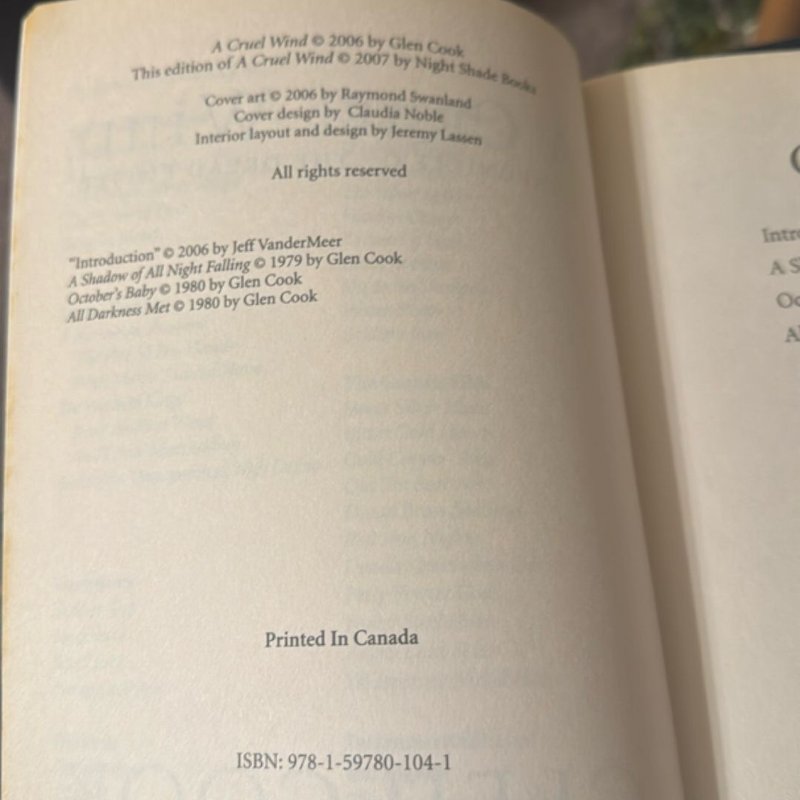 A Cruel Wind © 2006 by Glen Cook
This edition of A Cruel Wind © 2007 by Night Shade Books
Cover art © 2006 by Raymond Swanland
Cover design by Claudia Noble
Interior layout and design by Jeremy Lassen
All rights reserved
"Introduction" © 2006 by Jeff VanderMeer
A Shadow of All Night Falling © 1979 by Glen Cook
October's Baby © 1980 by Glen Cook
All Darkness Met © 1980 by Glen Cook
Printed In Canada
ISBN: 978-1-59780-104-1
Intro
A S
Oc
A